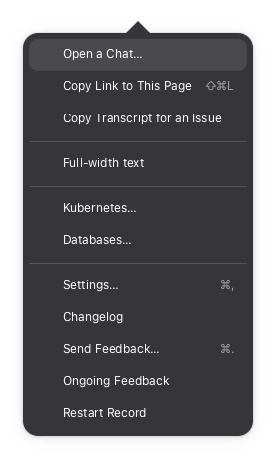 Open a Chat...
Copy Link to This Page ⇧⌘L
Copy Transcript for an Issue
Full-width text
Kubernetes...
Databases...
Settings... ⌘,
Changelog
Send Feedback... ⌘.
Ongoing Feedback
Restart Record